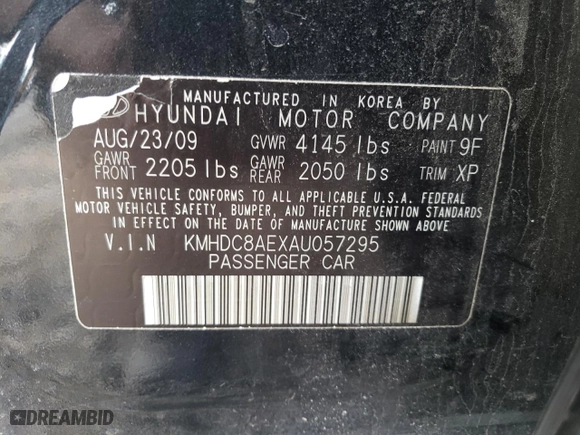 MANUFACTURED IN KOREA BY
HYUNDAI MOTOR COMPANY
AUG/23/09 GVWR 4145 lbs PAINT 9F
GAWR FRONT 2205 lbs GAWR REAR 2050 lbs TRIM XP
THIS VEHICLE CONFORMS TO ALL APPLICABLE U.S.A. FEDERAL
MOTOR VEHICLE SAFETY, BUMPER, AND THEFT PREVENTION STANDARDS
IN EFFECT ON THE DATE OF MANUFACTURE SHOWN ABOVE.
V.I.N KMHDC8AEXAU057295
PASSENGER CAR
DREAMBID